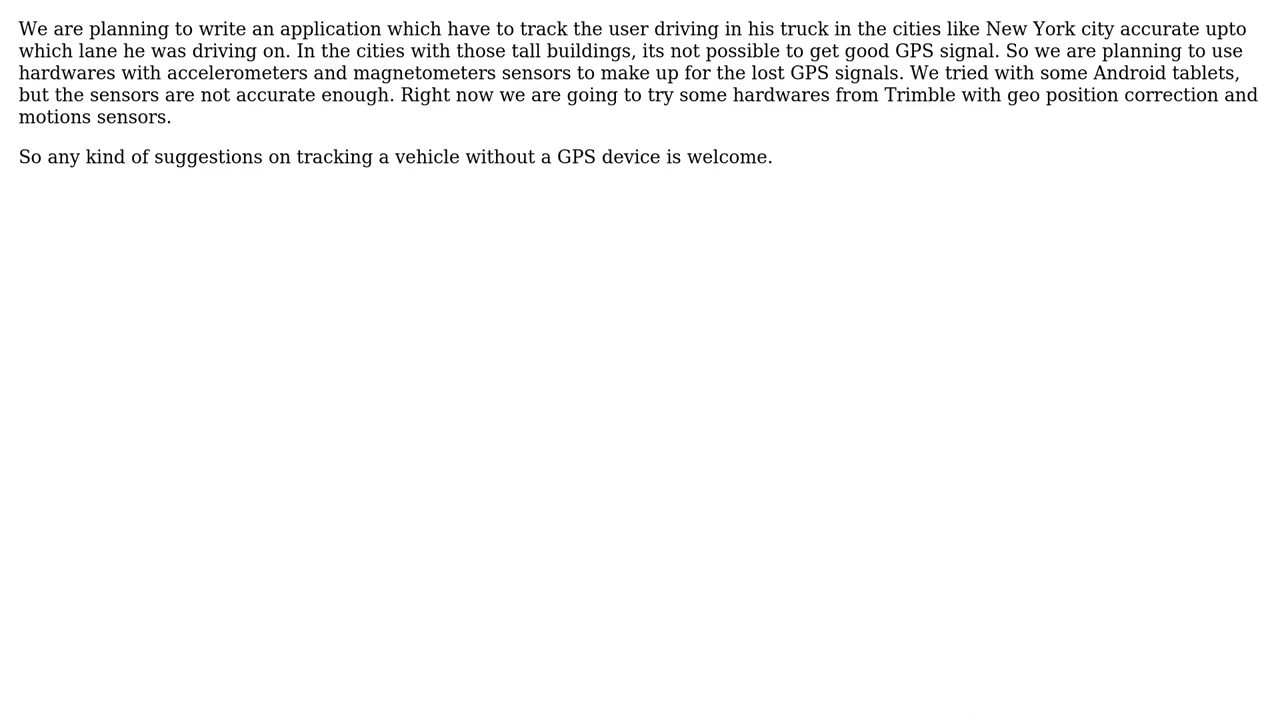 We are planning to write an application which have to track the user driving in his truck in the cities like New York city accurate upto
which lane he was driving on. In the cities with those tall buildings, its not possible to get good GPS signal. So we are planning to use
hardwares with accelerometers and magnetometers sensors to make up for the lost GPS signals. We tried with some Android tablets,
but the sensors are not accurate enough. Right now we are going to try some hardwares from Trimble with geo position correction and
motions sensors.
So any kind of suggestions on tracking a vehicle without a GPS device is welcome.